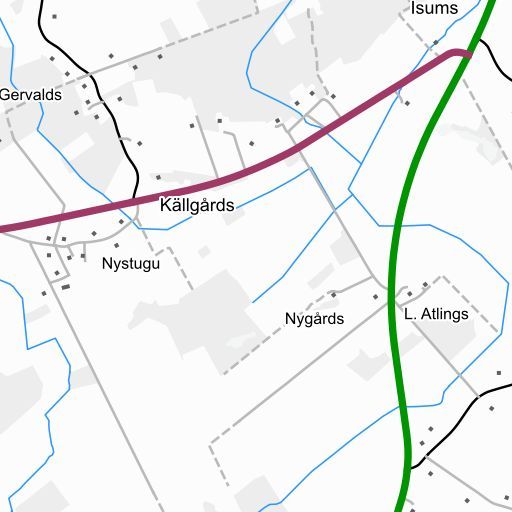 Isums
Gervalds
Källgårds
Nystugu
Nygårds
L. Atlings